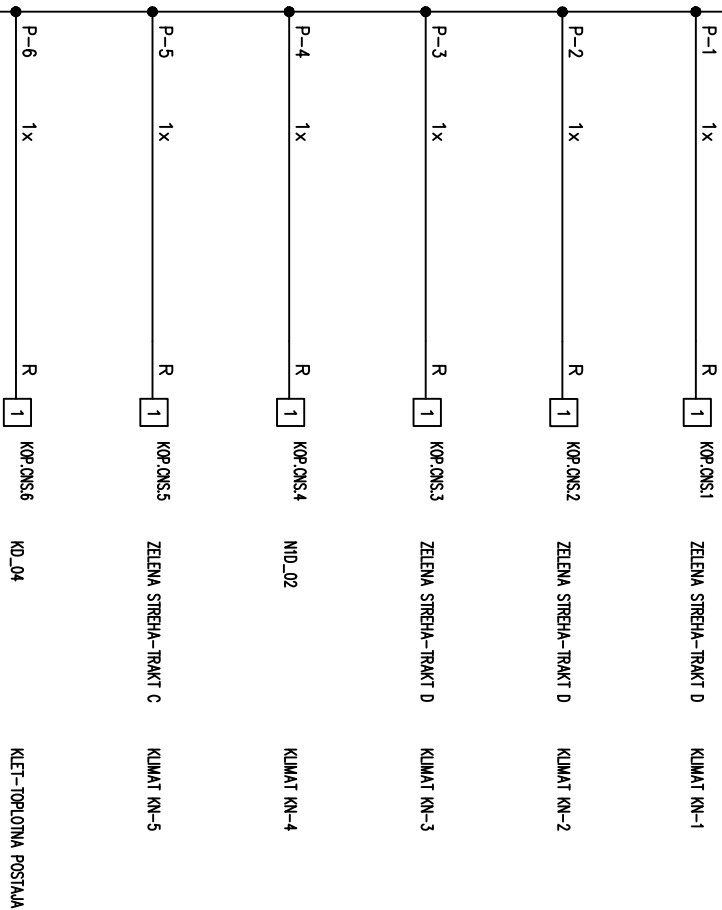 P-1 1x R 1 KOP.CNS.1 ZELENA STREHA-TRAKT D KLIMAT KN-1
P-2 1x R 1 KOP.CNS.2 ZELENA STREHA-TRAKT D KLIMAT KN-2
P-3 1x R 1 KOP.CNS.3 ZELENA STREHA-TRAKT D KLIMAT KN-3
P-4 1x R 1 KOP.CNS.4 N1D_02 KLIMAT KN-4
P-5 1x R 1 KOP.CNS.5 ZELENA STREHA-TRAKT C KLIMAT KN-5
P-6 1x R 1 KOP.CNS.6 KD_04 KLET-TOPLOTNA POSTAJA